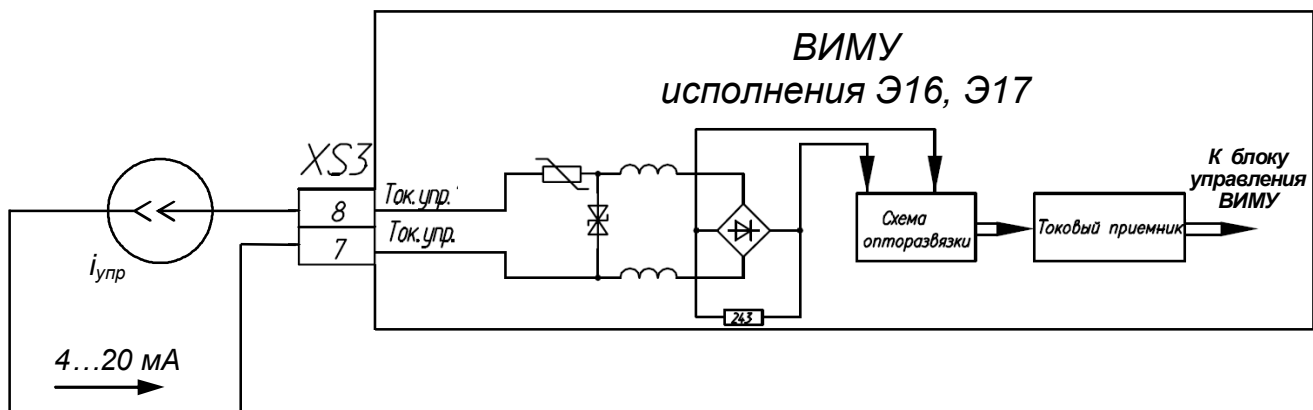 ВИМУ
исполнения Э16, Э17
XS3
8
Ток.упр.
7
Ток.упр.
iупр
4...20 мА
243
Схема
опторазвязки
Токовый приемник
К блоку
управления
ВИМУ